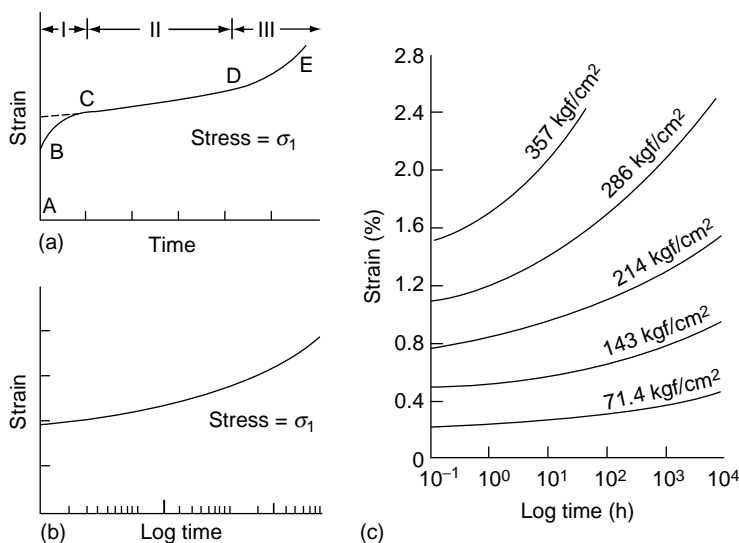 I II III
Strain
A
B
C
D
E
Stress = σ₁
(a)
Time
Strain
Stress = σ₁
(b)
Log time
2.8
2.4
2.0
1.6
1.2
0.8
0.4
0
Strain (%)
357 kgf/cm²
286 kgf/cm²
214 kgf/cm²
143 kgf/cm²
71.4 kgf/cm²
10⁻¹ 10⁰ 10¹ 10² 10³ 10⁴
(c)
Log time (h)